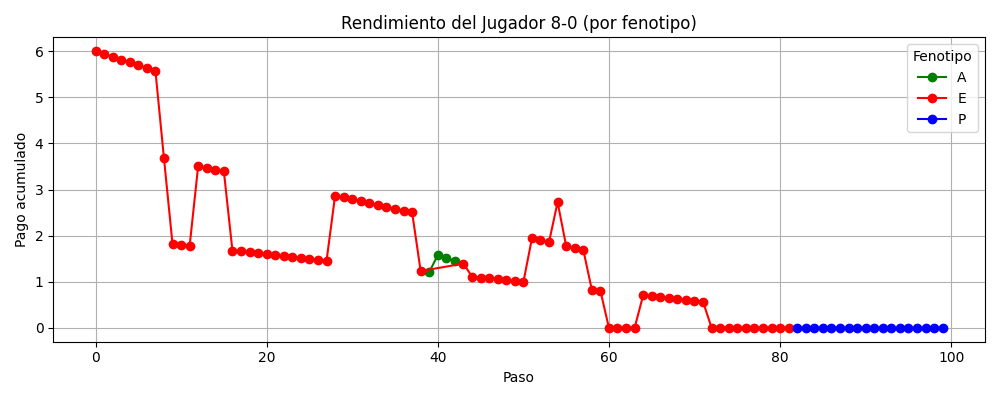 Rendimiento del Jugador 8-0 (por fenotipo)
Pago acumulado
6
5
4
3
2
1
0
Fenotipo
A
E
P
0 20 40 60 80 100
Paso